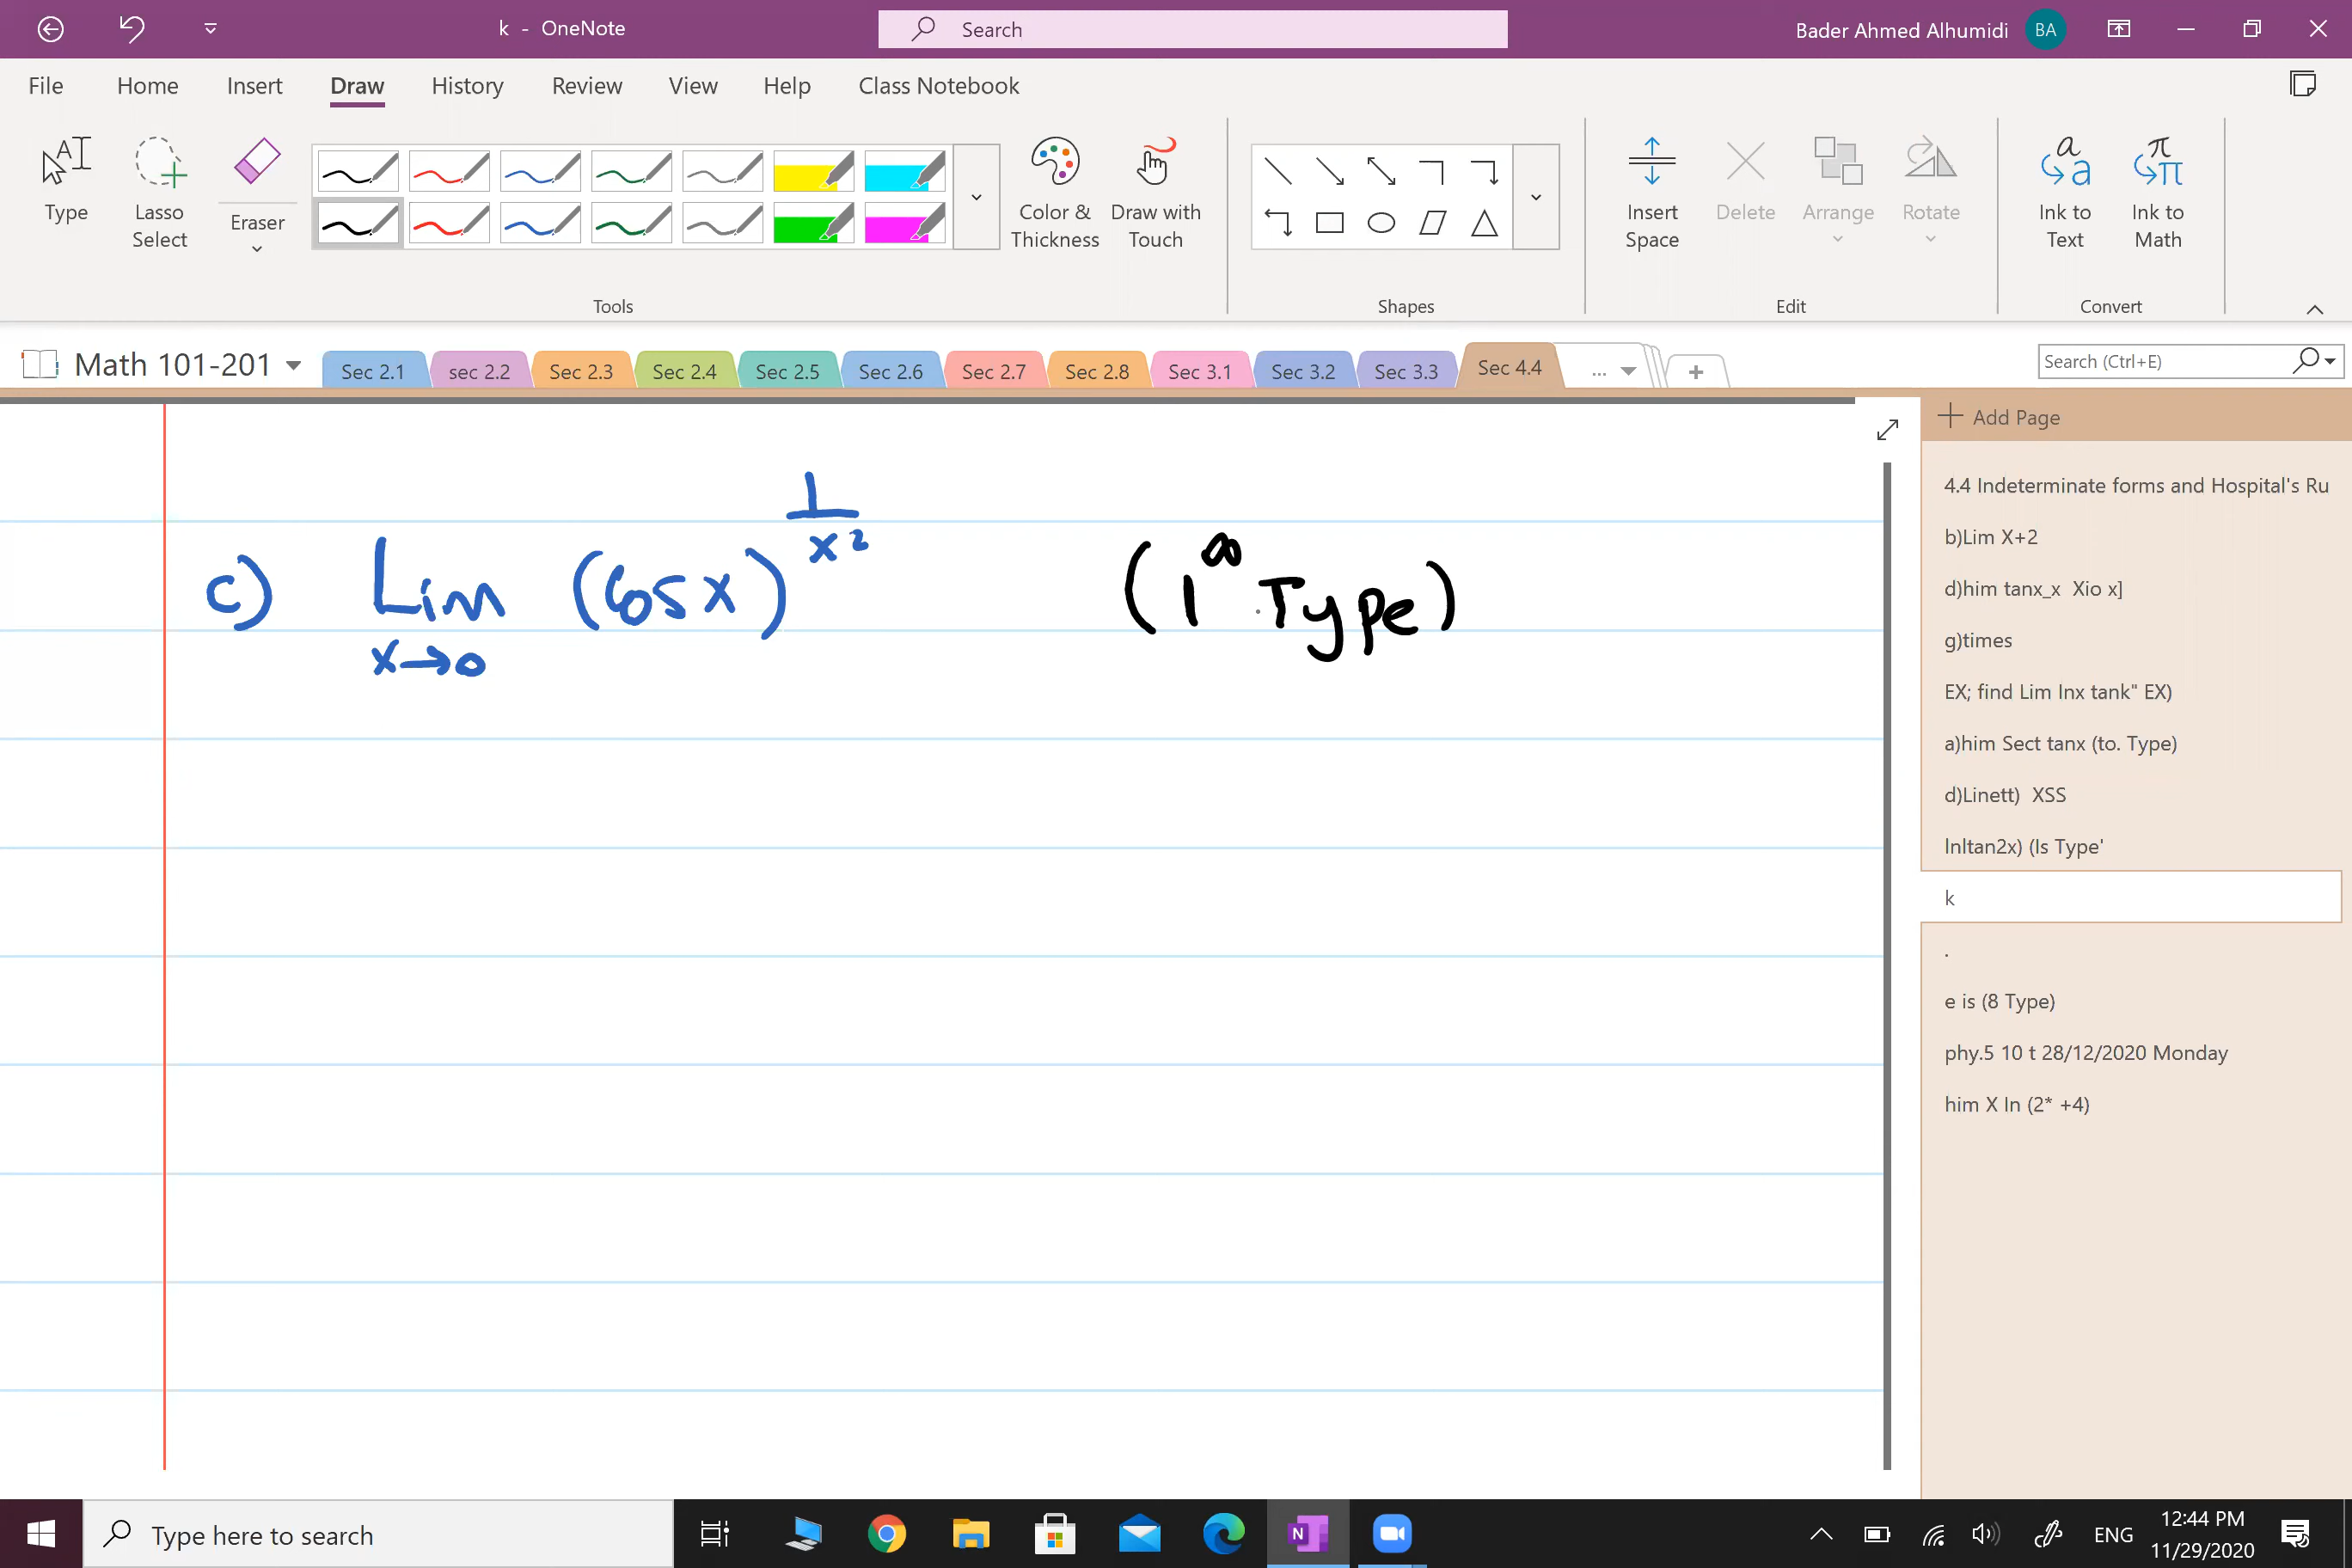 k - OneNote
Search
Bader Ahmed Alhumidi
BA
File Home Insert Draw History Review View Help Class Notebook
Type
Lasso Select
Eraser
Color & Thickness
Draw with Touch
Insert Space
Delete
Arrange
Rotate
Ink to Text
Ink to Math
Tools
Shapes
Edit
Convert
Math 101-201
Sec 2.1 sec 2.2 Sec 2.3 Sec 2.4 Sec 2.5 Sec 2.6 Sec 2.7 Sec 2.8 Sec 3.1 Sec 3.2 Sec 3.3 Sec 4.4 ... +
Search (Ctrl+E)
c) Lim x→0 (Cos x)^(1/x²) (1^∞ Type)
Add Page
4.4 Indeterminate forms and Hospital's Ru
b)Lim X+2
d)him tanx_x Xio x]
g)times
EX; find Lim Inx tank" EX)
a)him Sect tanx (to. Type)
d)Linett) XSS
lnltan2x) (ls Type'
k
.
e is (8 Type)
phy.5 10 t 28/12/2020 Monday
him X In (2* +4)
Type here to search
ENG
12:44 PM
11/29/2020